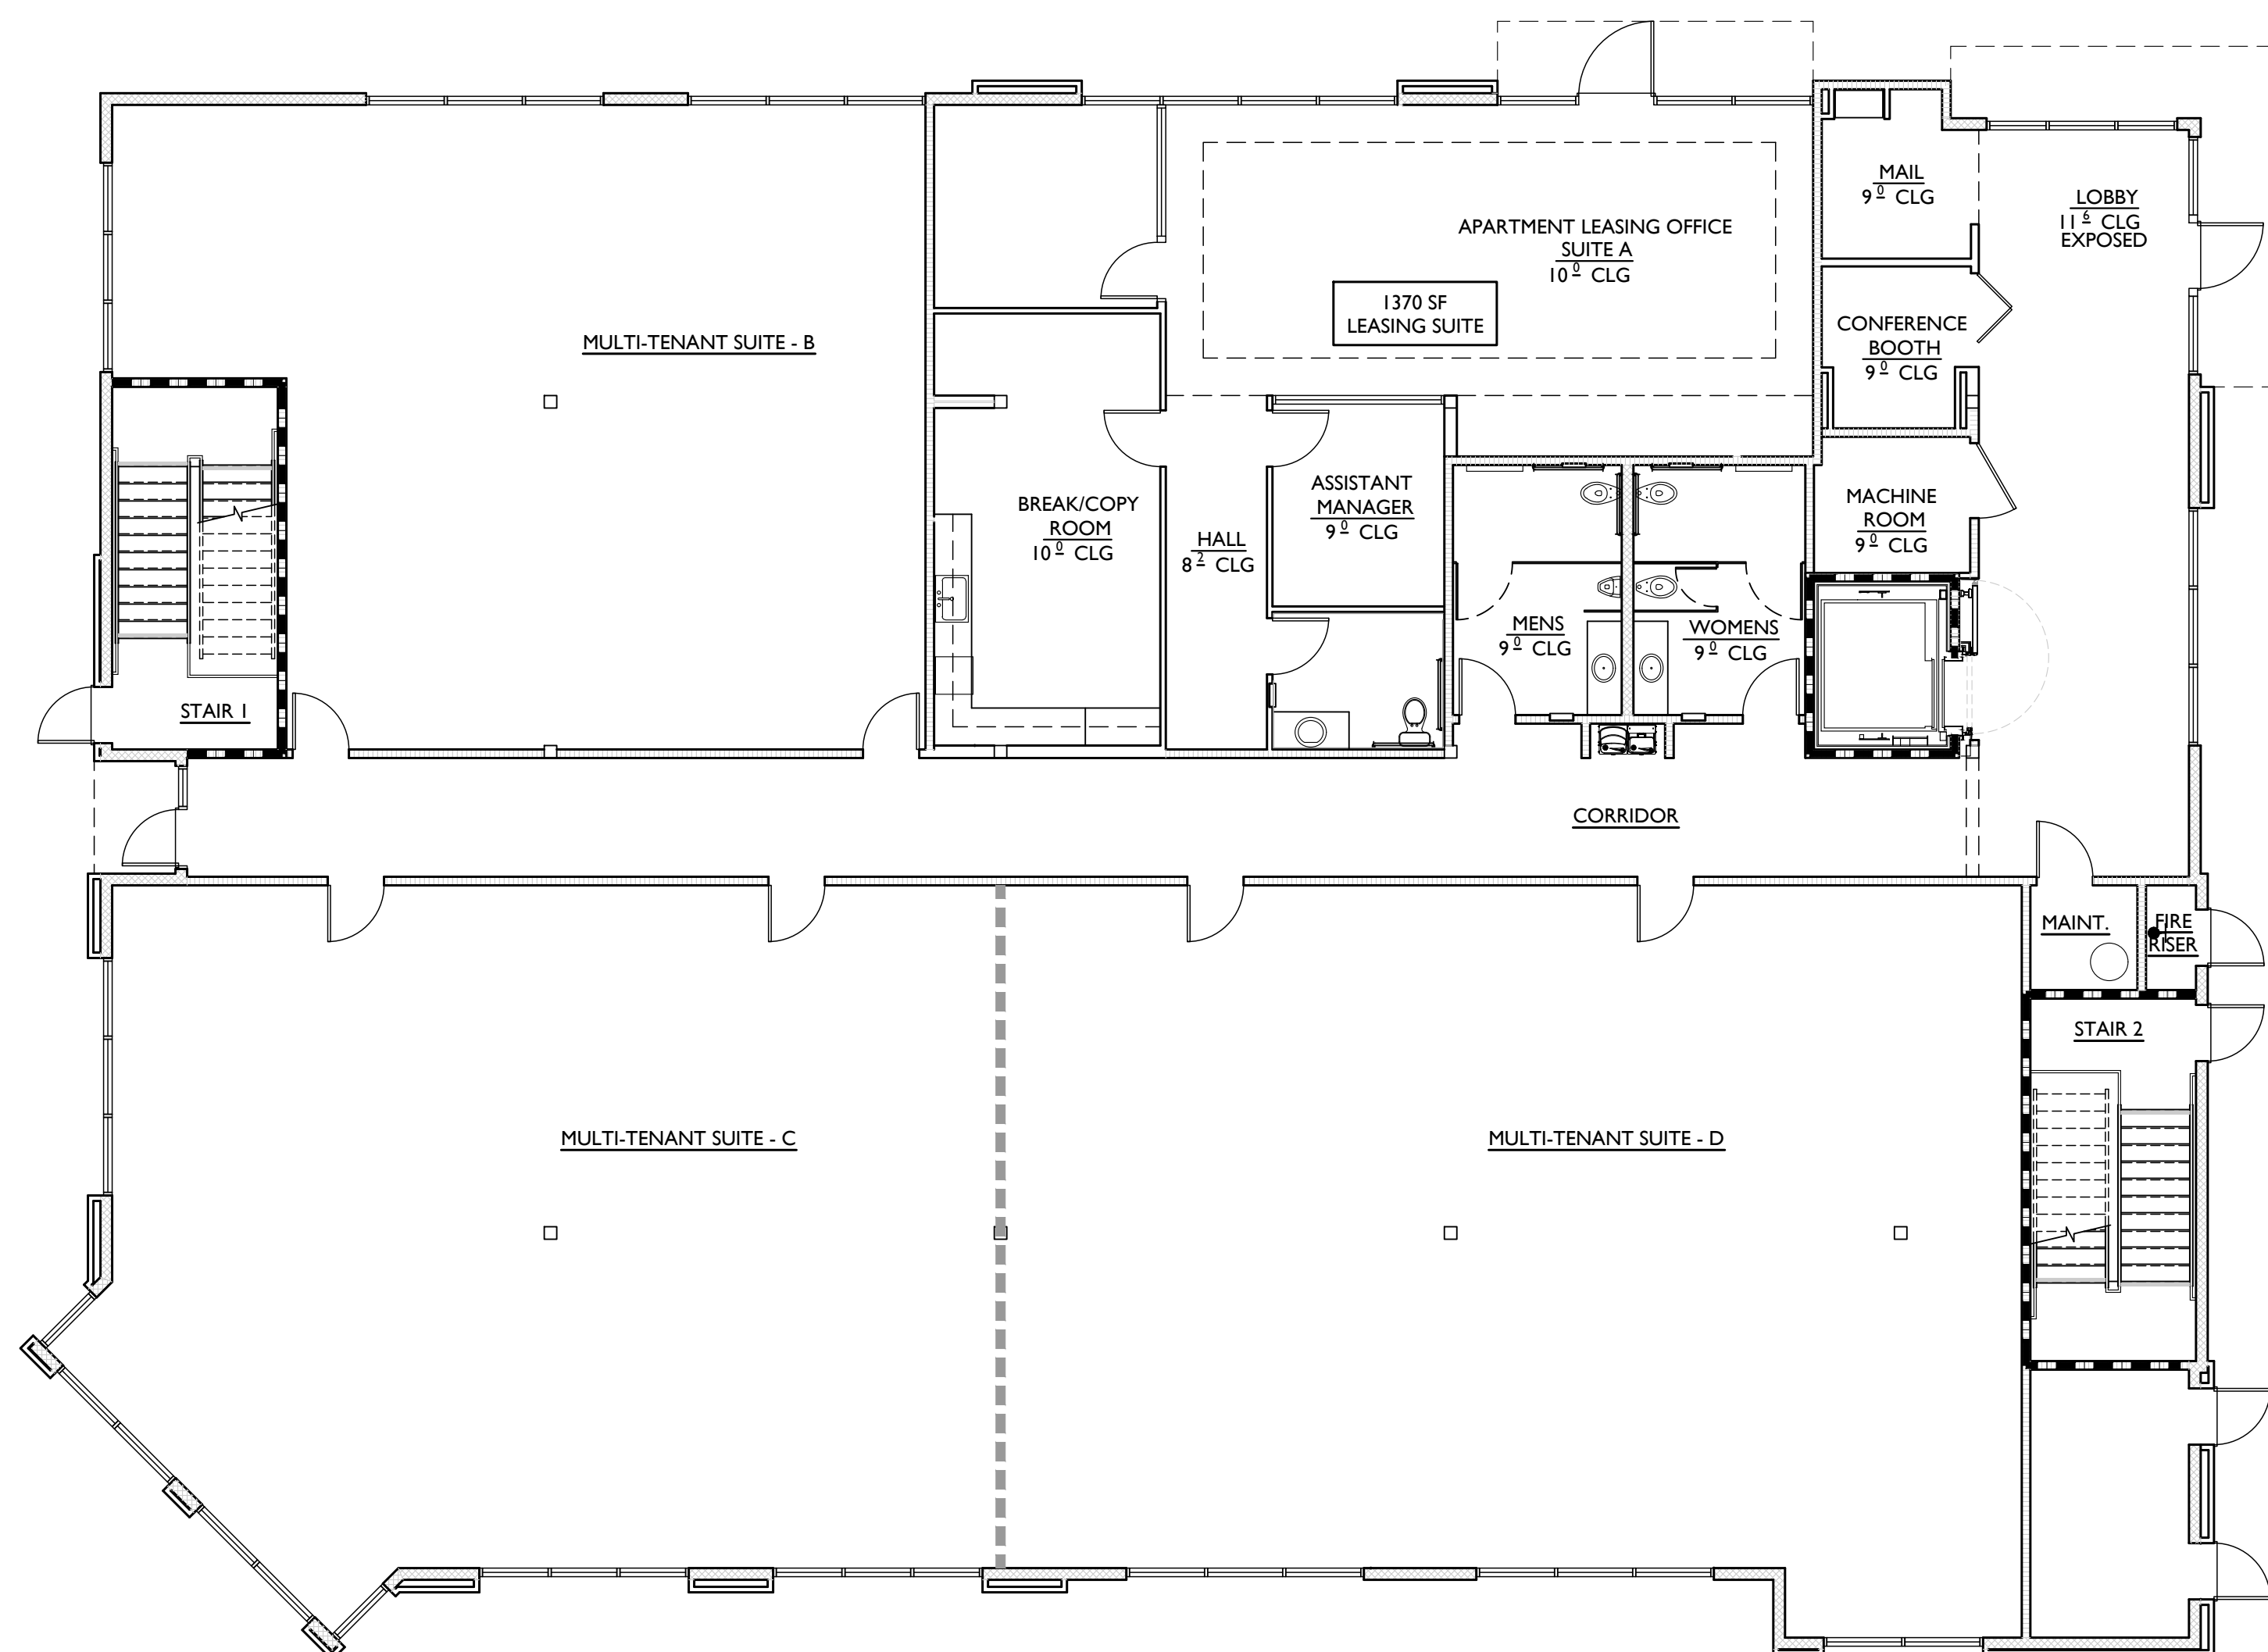 MAIL
9⁰ CLG
LOBBY
11⁶ CLG
EXPOSED
APARTMENT LEASING OFFICE
SUITE A
10⁰ CLG
1370 SF
LEASING SUITE
MULTI-TENANT SUITE - B
CONFERENCE
BOOTH
9⁰ CLG
BREAK/COPY
ROOM
10⁰ CLG
HALL
8² CLG
ASSISTANT
MANAGER
9⁰ CLG
MACHINE
ROOM
9⁰ CLG
MENS
9⁰ CLG
WOMENS
9⁰ CLG
STAIR 1
CORRIDOR
MAINT.
FIRE
RISER
STAIR 2
MULTI-TENANT SUITE - C
MULTI-TENANT SUITE - D